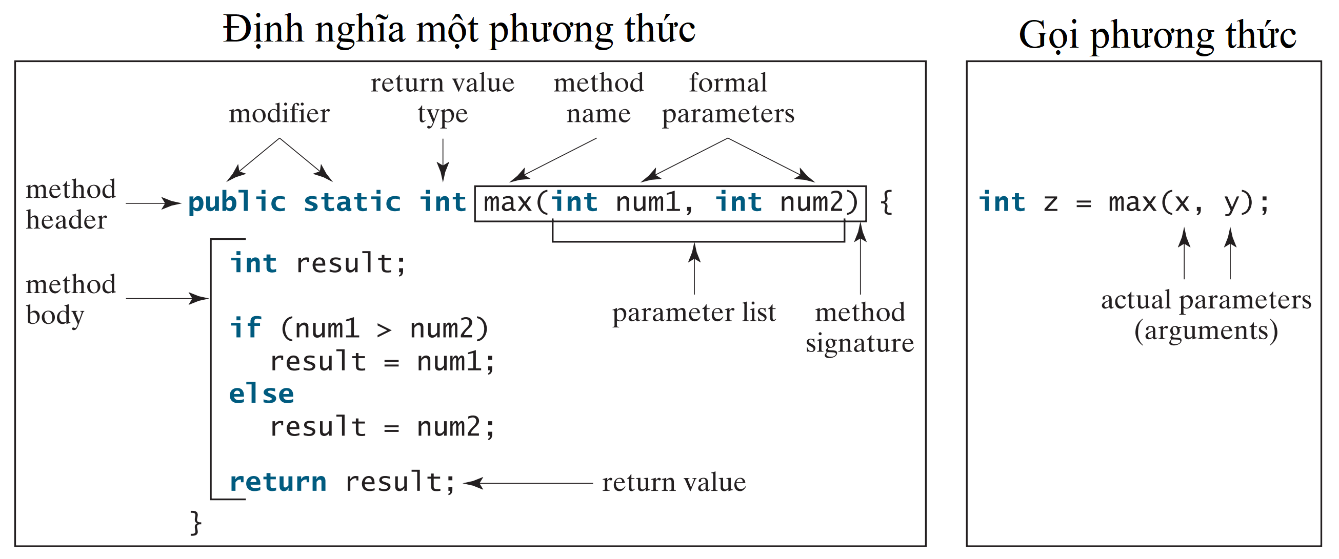 Định nghĩa một phương thức
Gọi phương thức
modifier
return value
type
method
name
formal
parameters
method
header
public static int max(int num1, int num2) {
method
body
int result;
parameter list
method
signature
if (num1 > num2)
result = num1;
else
result = num2;
return result;
return value
}
int z = max(x, y);
actual parameters
(arguments)